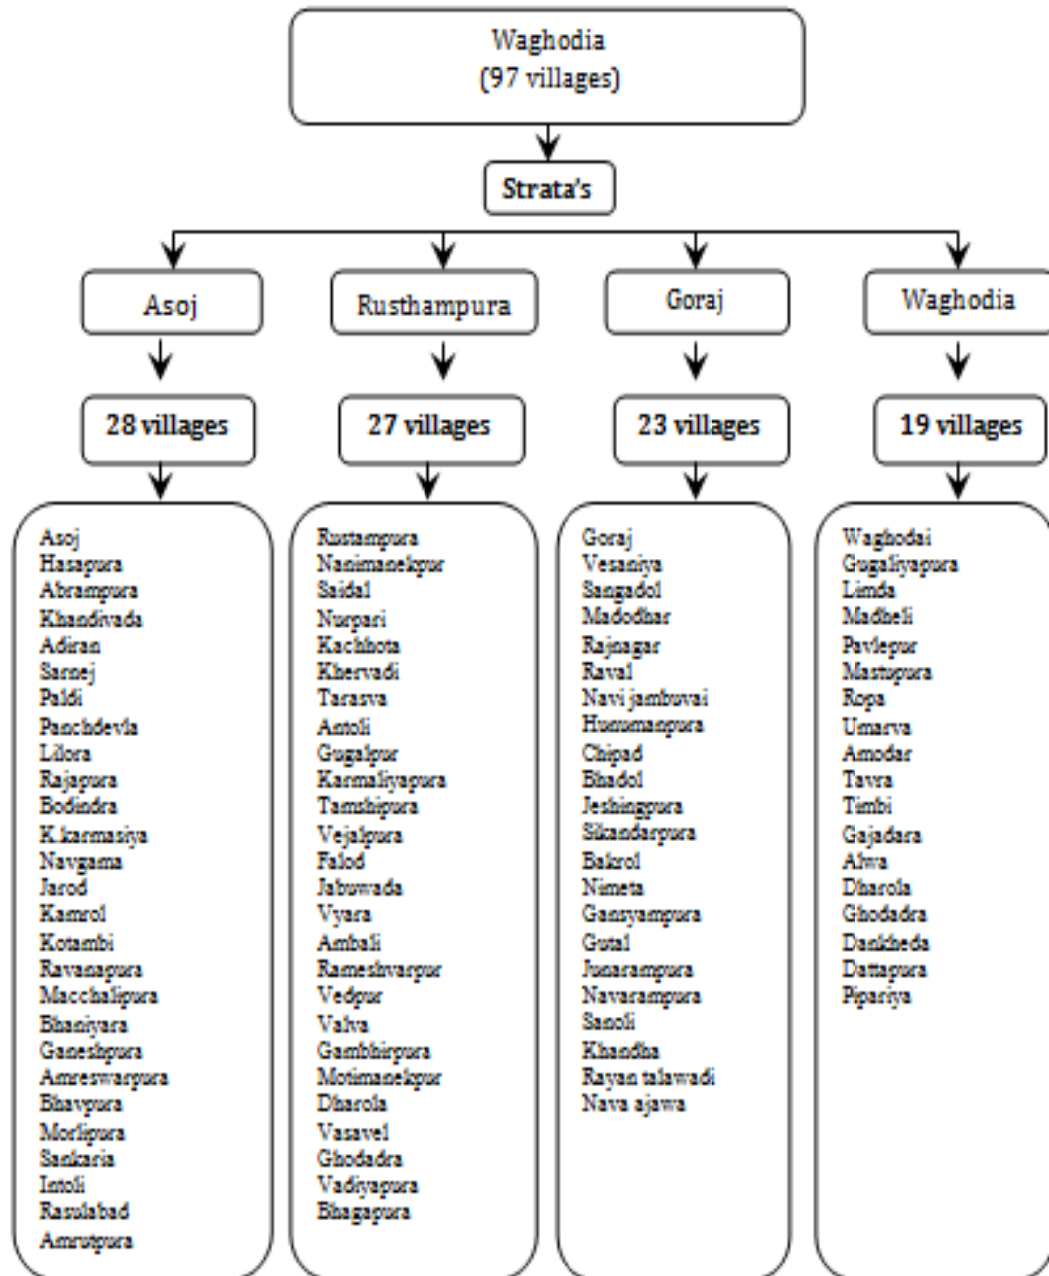 Waghodia
(97 villages)
Strata's
Asoj
Rusthampura
Goraj
Waghodia
28 villages
27 villages
23 villages
19 villages
Asoj
Hasapura
Abrampura
Khandivada
Adiran
Sarnej
Paldi
Panchdevla
Lilora
Rajapura
Bodindra
K.karmasiya
Navgama
Jarod
Kamrol
Kotambi
Ravanapura
Macchalipura
Bhaniyara
Ganeshpura
Amreswarpura
Bhavpura
Morlipura
Sankaria
Intoli
Rasulabad
Amrutpura
Rustampura
Nanimanekpur
Saidal
Nurpari
Kachhota
Khervadi
Tarasva
Antoli
Gugalpur
Karmaliyapura
Tamshipura
Vejalpura
Falod
Jabuwada
Vyara
Ambali
Rameshvarpur
Vedpur
Valva
Gambhirpura
Motimanekpur
Dharola
Vasavel
Ghodadra
Vadiyapura
Bhagapura
Goraj
Vesaniya
Sangadol
Madodhar
Rajnagar
Raval
Navi jambuvai
Hunumanpura
Chipad
Bhadol
Jeshingpura
Sikandarpura
Bakrol
Nimeta
Gansyampura
Gutal
Junarampura
Navarampura
Sanoli
Khandha
Rayan talawadi
Nava ajawa
Waghodai
Gugaliyapura
Limda
Madheli
Pavlepur
Mastupura
Ropa
Umarva
Amodar
Tavra
Timbi
Gajadara
Alwa
Dharola
Ghodadra
Dankheda
Dattapura
Pipariya